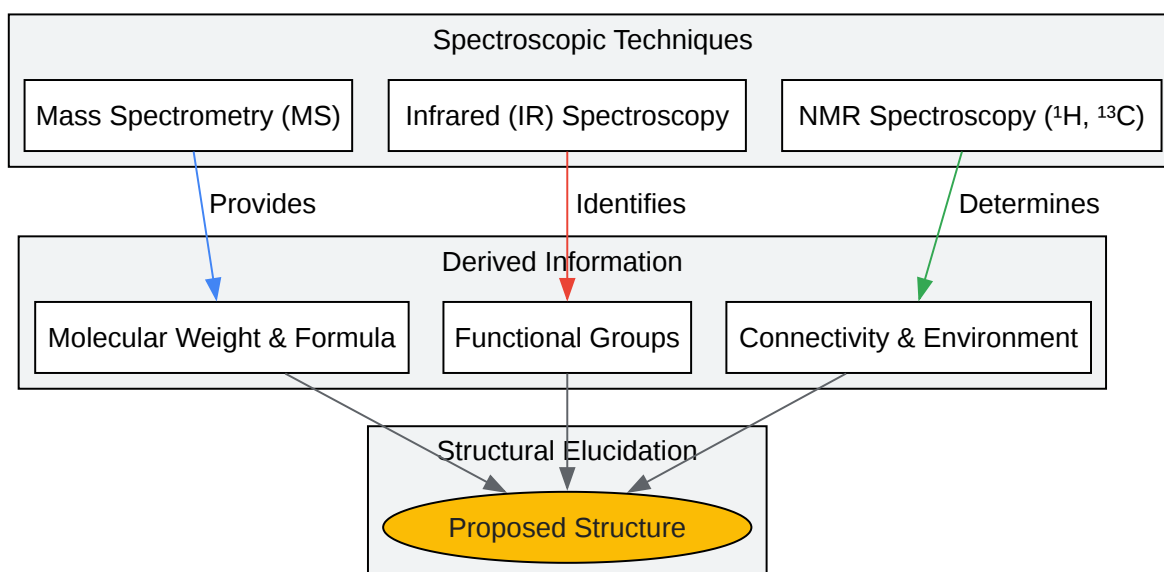 Spectroscopic Techniques
Mass Spectrometry (MS)
Infrared (IR) Spectroscopy
NMR Spectroscopy (¹H, ¹³C)
Provides
Identifies
Determines
Derived Information
Molecular Weight & Formula
Functional Groups
Connectivity & Environment
Structural Elucidation
Proposed Structure